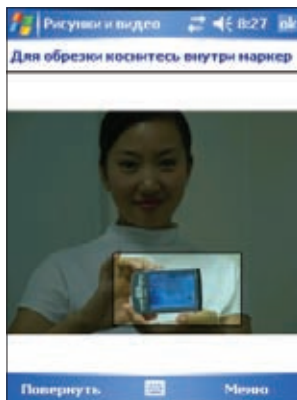 Рисунки и видео 8:27 ok
Для обрезки коснитесь внутри маркер
Повернуть Меню